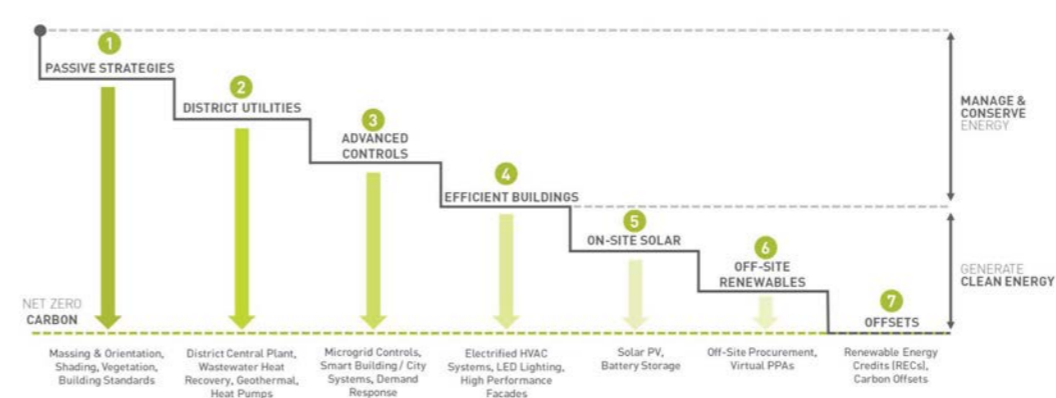 1
PASSIVE STRATEGIES
2
DISTRICT UTILITIES
3
ADVANCED
CONTROLS
4
EFFICIENT BUILDINGS
5
ON-SITE SOLAR
6
OFF-SITE
RENEWABLES
7
OFFSETS
MANAGE &
CONSERVE
ENERGY
GENERATE
CLEAN ENERGY
NET ZERO
CARBON
Massing & Orientation,
Shading, Vegetation,
Building Standards
District Central Plant,
Wastewater Heat
Recovery, Geothermal,
Heat Pumps
Microgrid Controls,
Smart Building / City
Systems, Demand
Response
Electrified HVAC
Systems, LED Lighting,
High Performance
Facades
Solar PV,
Battery Storage
Off-Site Procurement,
Virtual PPAs
Renewable Energy
Credits (RECs),
Carbon Offsets